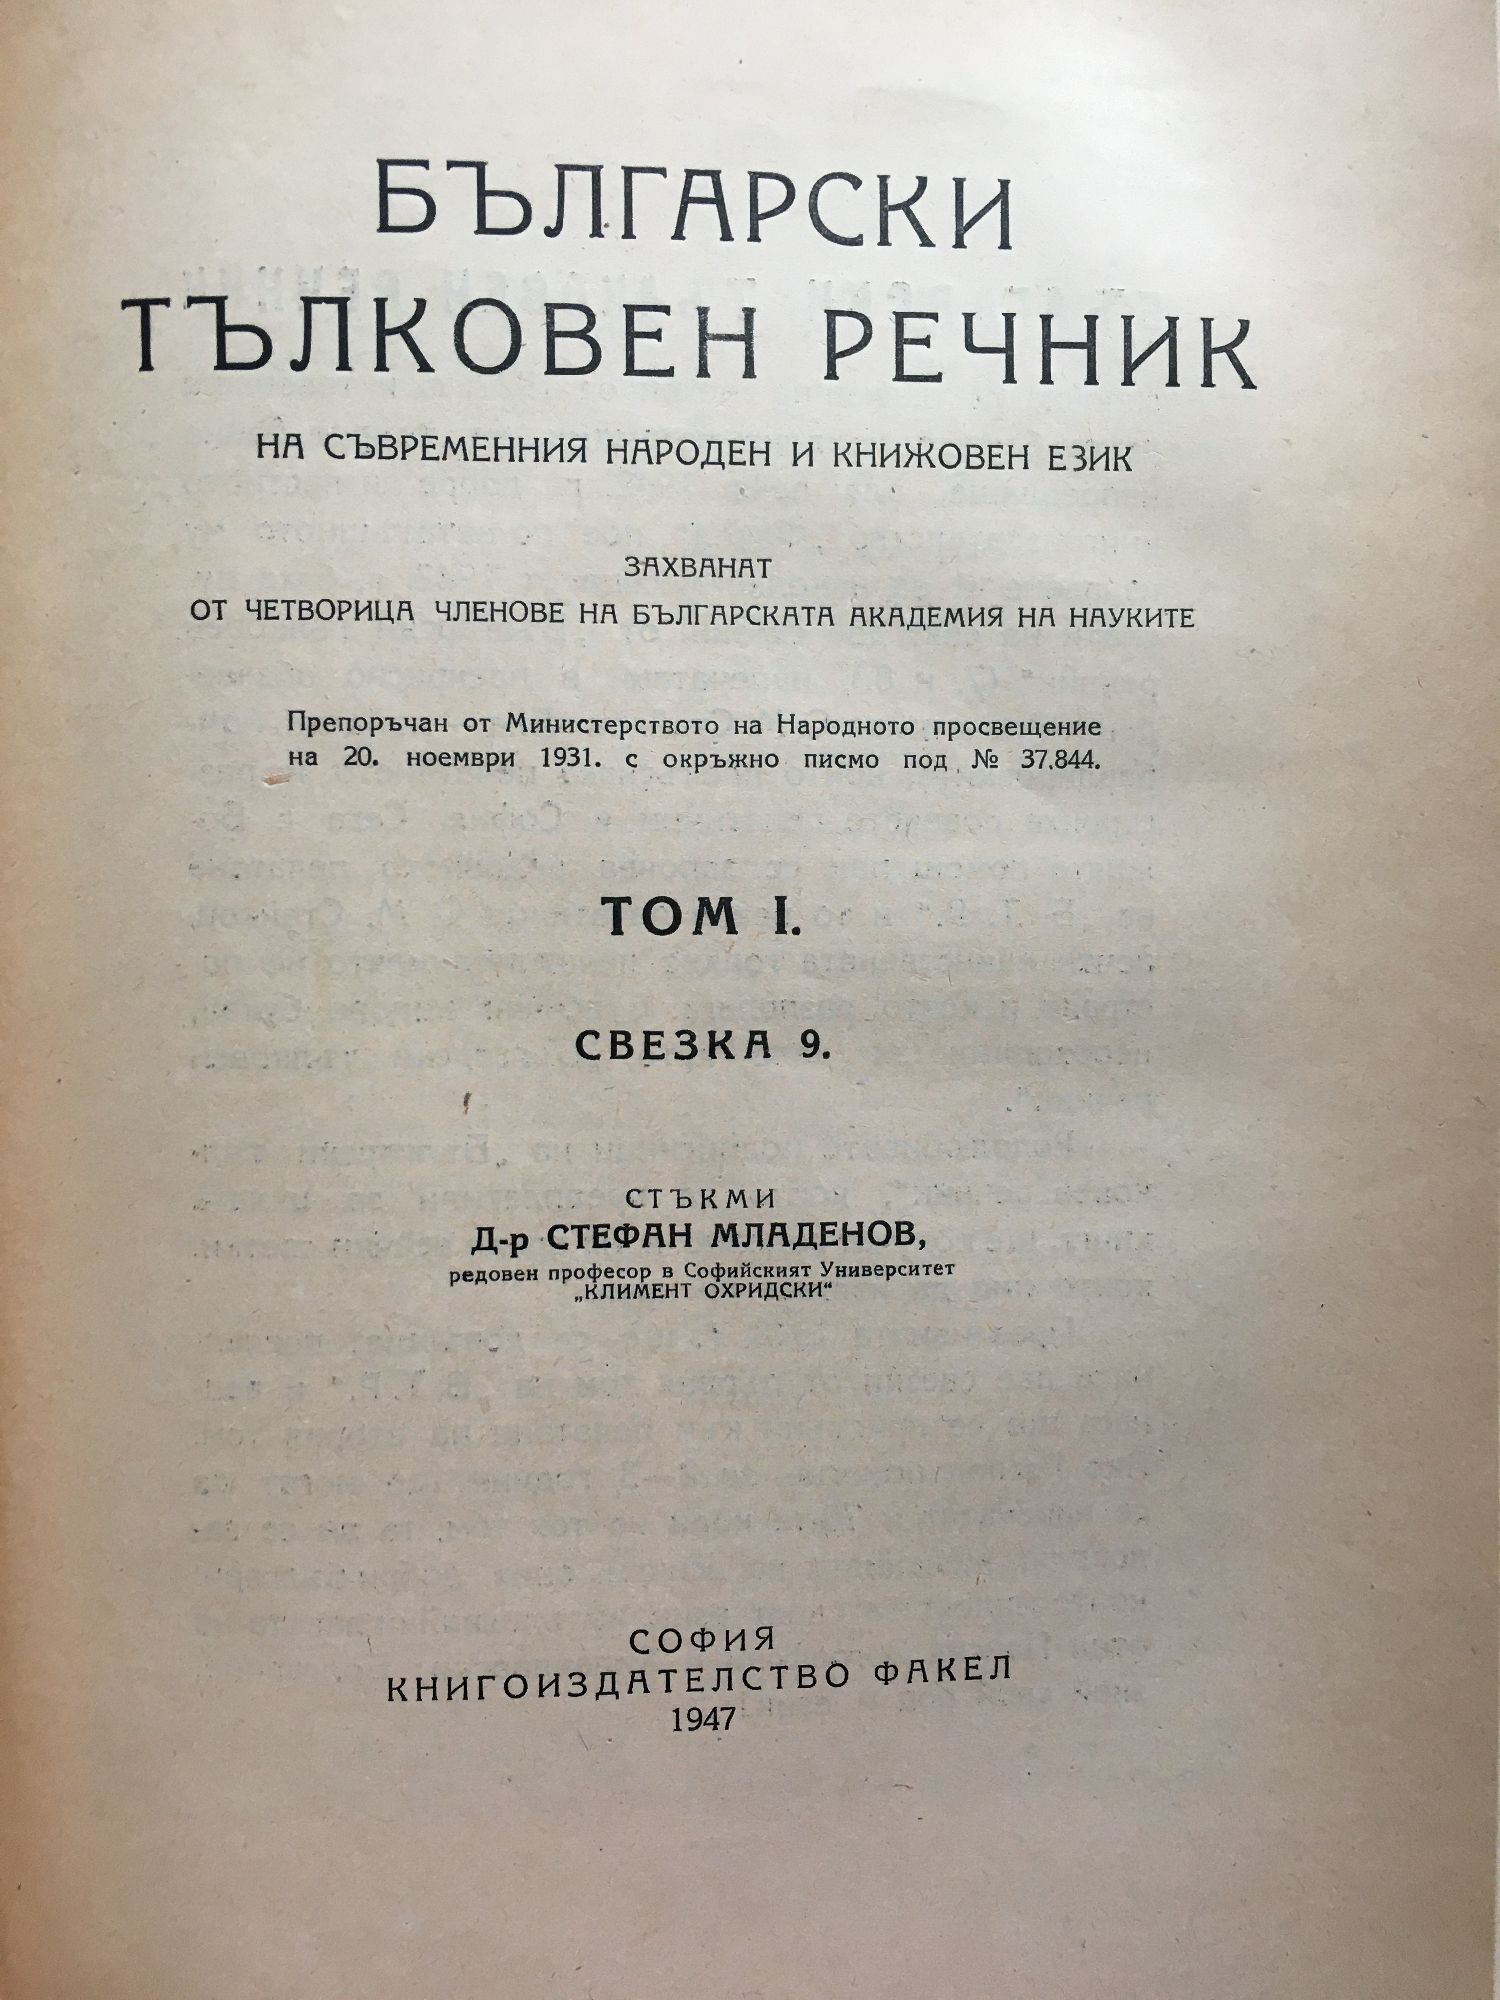 БЪЛГАРСКИ
ТЪЛКОВЕН РЕЧНИК
НА СЪВРЕМЕННИЯ НАРОДЕН И КНИЖОВЕН ЕЗИК
ЗАХВАНАТ
ОТ ЧЕТВОРИЦА ЧЛЕНОВЕ НА БЪЛГАРСКАТА АКАДЕМИЯ НА НАУКИТЕ
Препоръчан от Министерството на Народното просвещение
на 20. ноември 1931. с окръжно писмо под № 37.844.
ТОМ I.
СВЕЗКА 9.
СТЪКМИ
Д-р СТЕФАН МЛАДЕНОВ,
редовен професор в Софийският Университет
„КЛИМЕНТ ОХРИДСКИ“
СОФИЯ
КНИГОИЗДАТЕЛСТВО ФАКЕЛ
1947